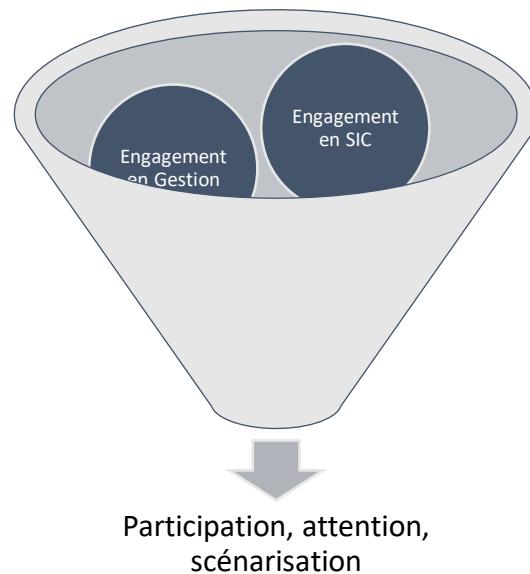 Engagement
en SIC
Engagement
en Gestion
Participation, attention,
scénarisation